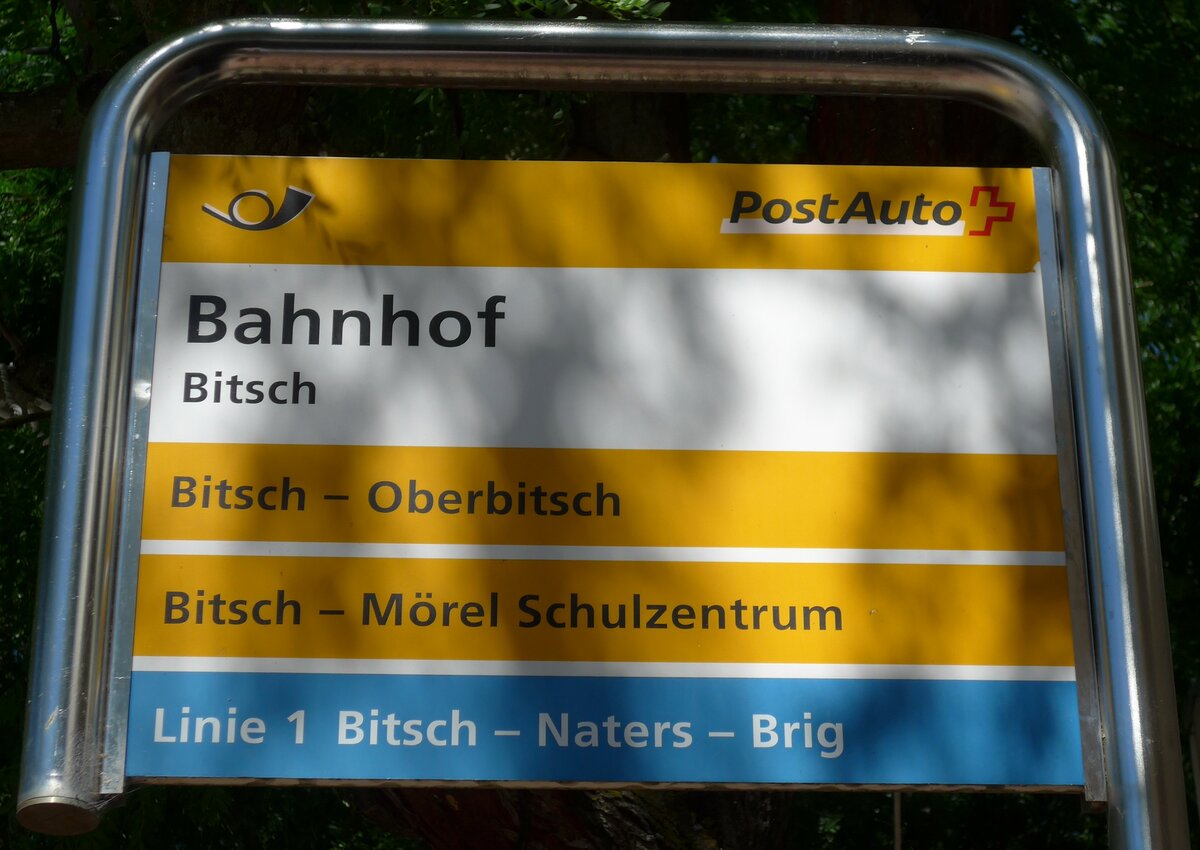 PostAuto
Bahnhof
Bitsch
Bitsch – Oberbitsch
Bitsch – Mörel Schulzentrum
Linie 1 Bitsch – Naters – Brig